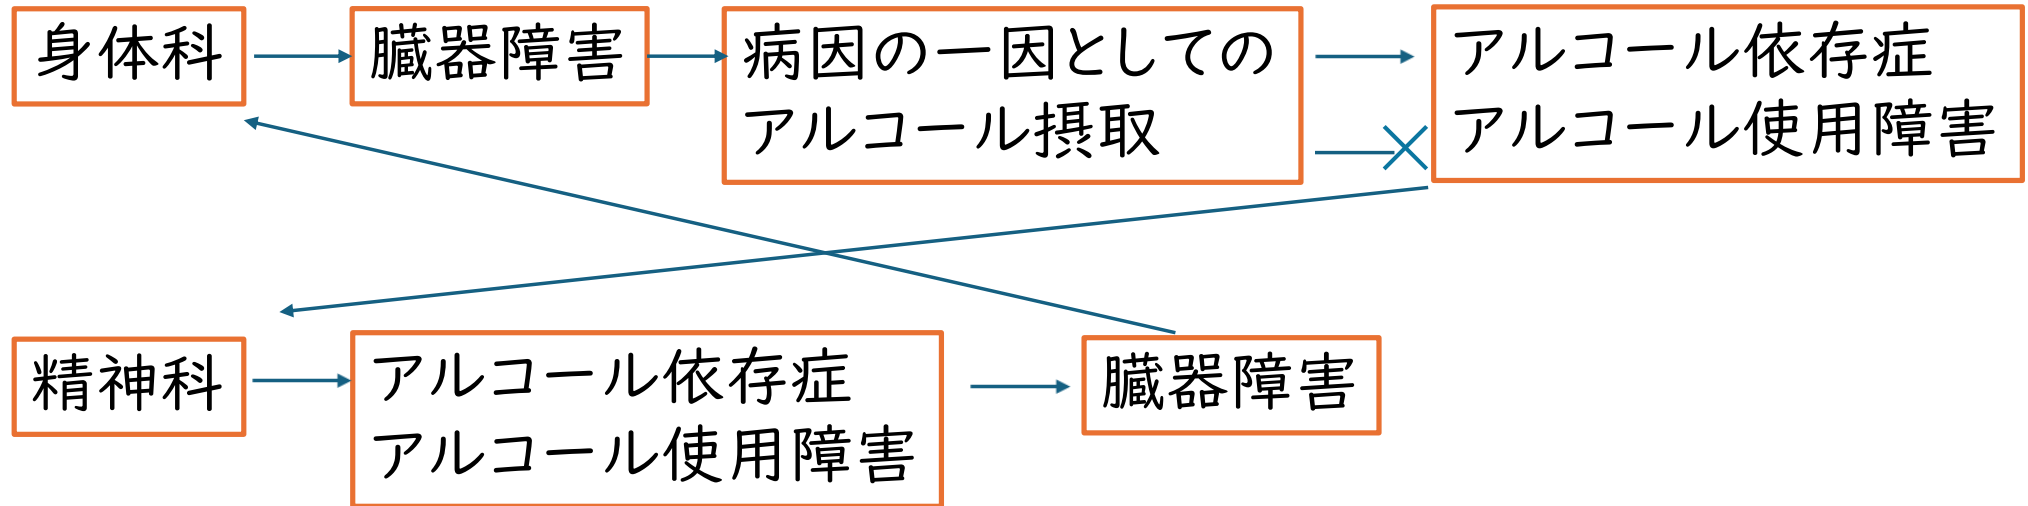 身体科
臓器障害
病因の一因としての
アルコール摂取
アルコール依存症
アルコール使用障害
精神科
アルコール依存症
アルコール使用障害
臓器障害